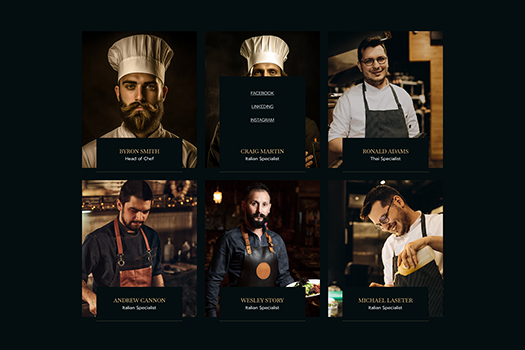 FACEBOOK
LINKEDING
INSTAGRAM
BYRON SMITH
Head of Chef
CRAIG MARTIN
Italian Specialist
RONALD ADAMS
Thai Specialist
ANDREW CANNON
Italian Specialist
WESLEY STORY
Italian Specialist
MICHAEL LASETER
Italian Specialist